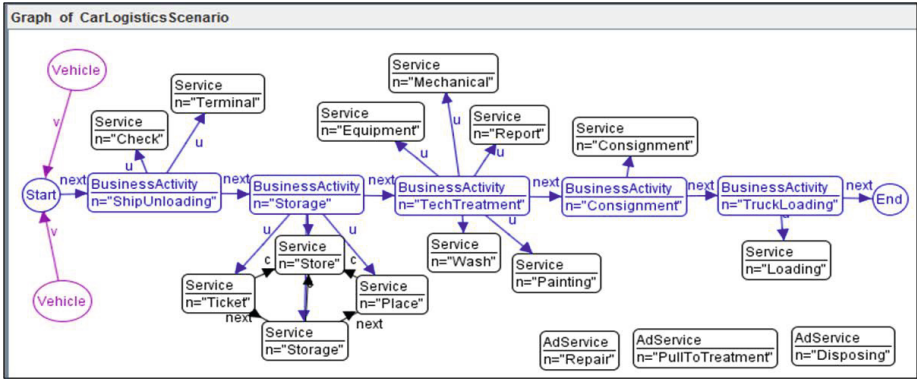 Graph of CarLogisticsScenario
Vehicle
v
Service
n="Check"
u
Service
n="Terminal"
u
Service
n="Mechanical"
u
Service
n="Equipment"
u
Service
n="Report"
u
Service
n="Consignment"
Start
next
BusinessActivity
n="ShipUnloading"
next
BusinessActivity
n="Storage"
next
BusinessActivity
n="TechTreatment"
next
BusinessActivity
n="Consignment"
next
BusinessActivity
n="TruckLoading"
next
End
v
Vehicle
u
u
c
Service
n="Store"
c
Service
n="Ticket"
next
Service
n="Place"
next
Service
n="Storage"
Service
n="Wash"
u
Service
n="Painting"
Service
n="Loading"
AdService
n="Repair"
AdService
n="PullToTreatment"
AdService
n="Disposing"